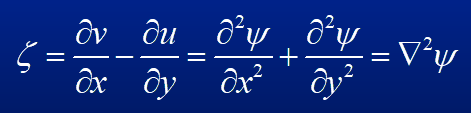 ζ = ∂v/∂x − ∂u/∂y = ∂²ψ/∂x² + ∂²ψ/∂y² = ∇²ψ